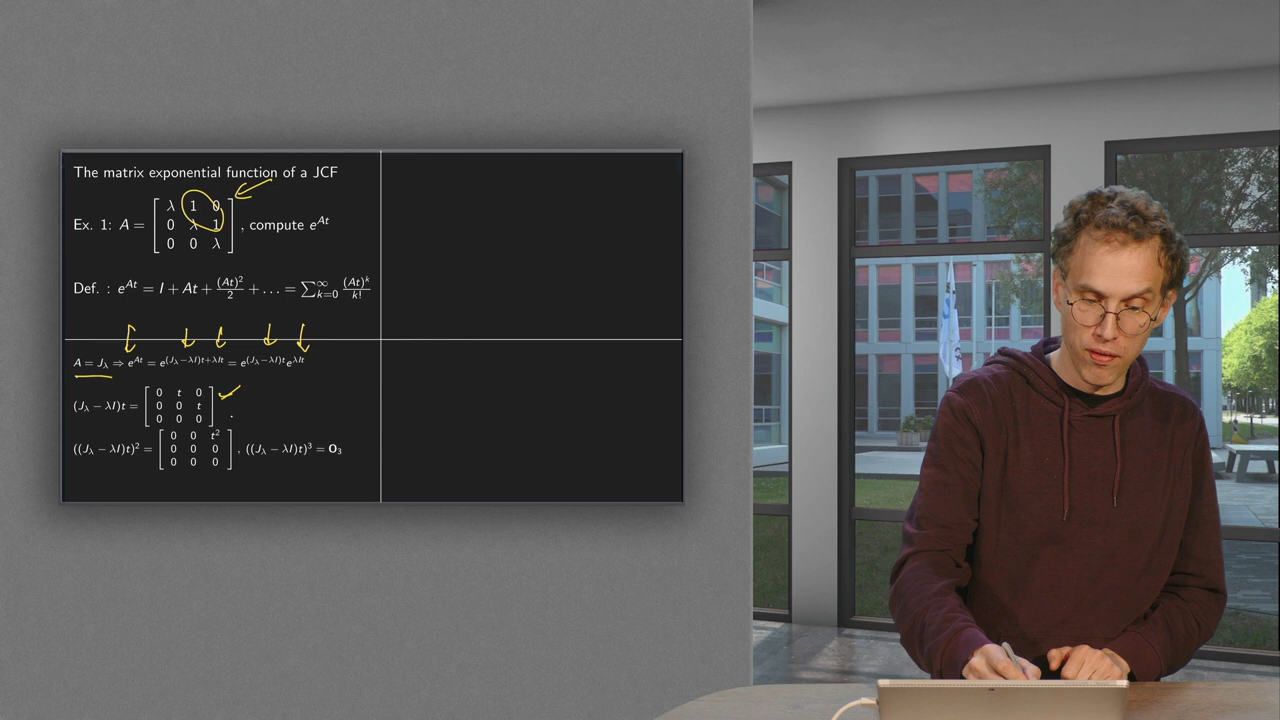 The matrix exponential function of a JCF
Ex. 1: A = [ λ 1 0 ; 0 λ 1 ; 0 0 λ ], compute e^{At}
Def. : e^{At} = I + At + (At)^2/2 + … = ∑_{k=0}^{∞} (At)^k/k!
A = J_λ ⇒ e^{At} = e^{(J_λ−λI)t+λIt} = e^{(J_λ−λI)t}e^{λIt}
(J_λ − λI)t = [ 0 t 0 ; 0 0 t ; 0 0 0 ]
((J_λ − λI)t)^2 = [ 0 0 t^2 ; 0 0 0 ; 0 0 0 ], ((J_λ − λI)t)^3 = O_3